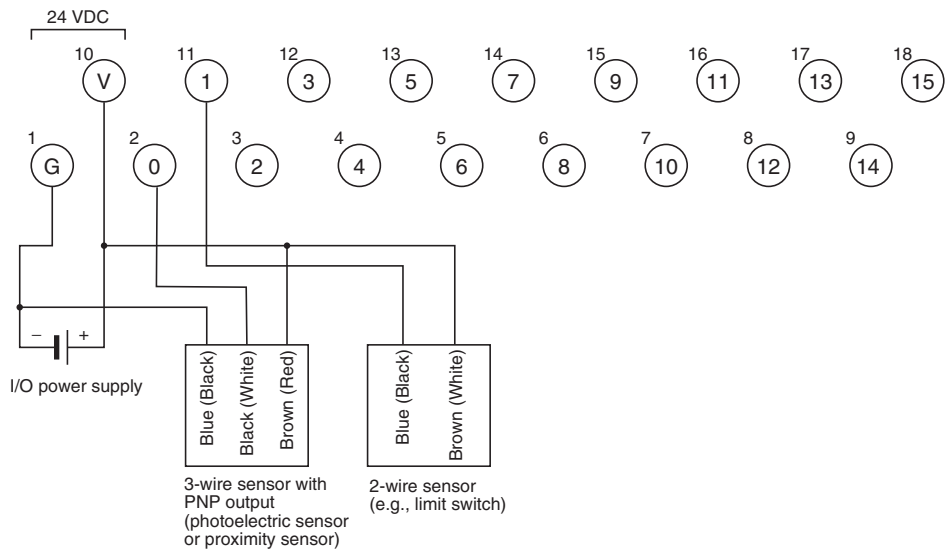 24 VDC
10 11 12 13 14 15 16 17 18
V 1 3 5 7 9 11 13 15
1 2 3 4 5 6 7 8 9
G 0 2 4 6 8 10 12 14
− +
I/O power supply
Blue (Black)
Black (White)
Brown (Red)
Blue (Black)
Brown (White)
3-wire sensor with
PNP output
(photoelectric sensor
or proximity sensor)
2-wire sensor
(e.g., limit switch)